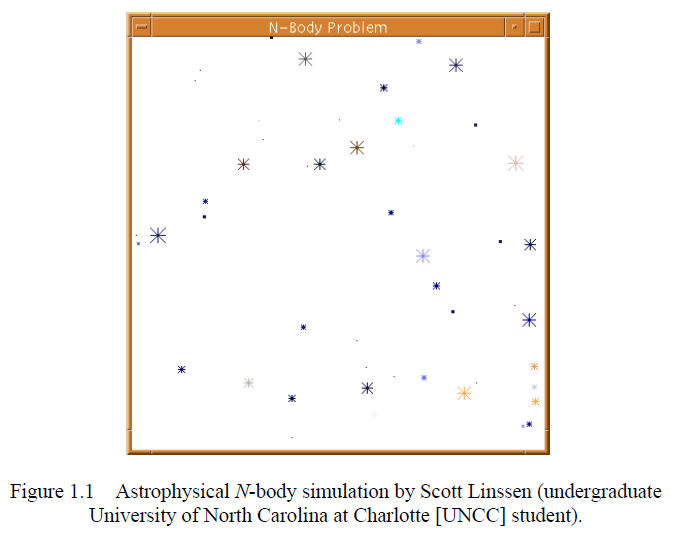 N-Body Problem
Figure 1.1 Astrophysical N-body simulation by Scott Linssen (undergraduate
University of North Carolina at Charlotte [UNCC] student).